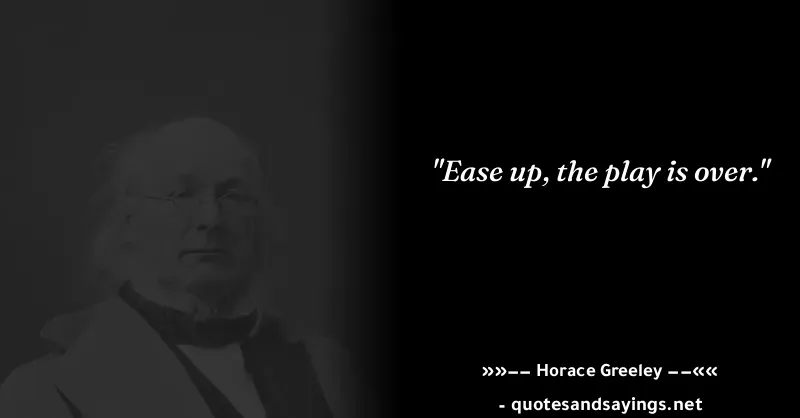 "Ease up, the play is over."
»»–– Horace Greeley ––««
- quotesandsayings.net